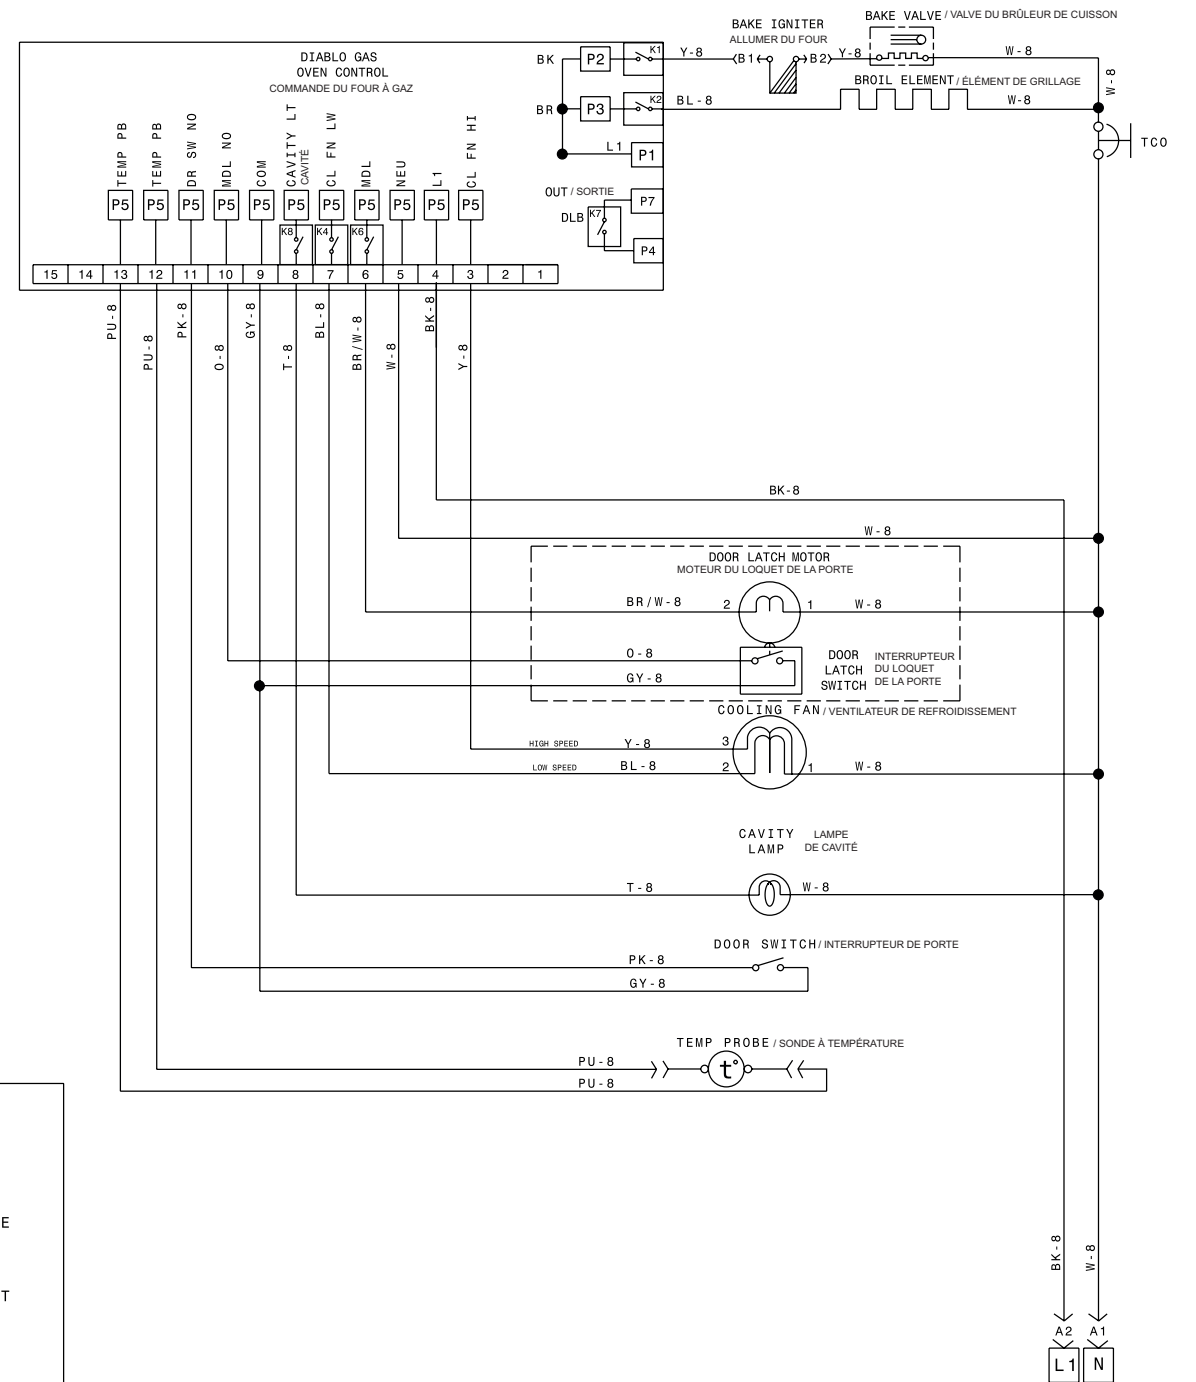 BAKE VALVE / VALVE DU BRÛLEUR DE CUISSON
BAKE IGNITER
ALLUMER DU FOUR
DIABLO GAS
OVEN CONTROL
COMMANDE DU FOUR À GAZ
BK
P2
K1
Y-8
B1
B2
Y-8
W-8
W-8
BROIL ELEMENT / ÉLÉMENT DE GRILLAGE
BR
P3
K2
BL-8
W-8
TCO
L1
P1
OUT / SORTIE
DLB
K7
P7
P4
TEMP PB
TEMP PB
DR SW NO
MDL NO
COM
CAVITY LT
CAVITÉ
CL FN LW
MDL
NEU
L1
CL FN HI
P5 P5 P5 P5 P5 P5 P5 P5 P5 P5 P5
K8 K4 K6
15 14 13 12 11 10 9 8 7 6 5 4 3 2 1
PU-8
PU-8
PK-8
O-8
GY-8
T-8
BL-8
BR/W-8
W-8
BK-8
Y-8
BK-8
W-8
DOOR LATCH MOTOR
MOTEUR DU LOQUET DE LA PORTE
BR/W-8 2 1 W-8
O-8
GY-8
DOOR
LATCH
SWITCH
INTERRUPTEUR
DU LOQUET
DE LA PORTE
COOLING FAN / VENTILATEUR DE REFROIDISSEMENT
HIGH SPEED Y-8 3
LOW SPEED BL-8 2 1 W-8
CAVITY
LAMP
LAMPE
DE CAVITÉ
T-8 W-8
DOOR SWITCH / INTERRUPTEUR DE PORTE
PK-8
GY-8
TEMP PROBE / SONDE À TEMPÉRATURE
PU-8
t°
PU-8
E
T
BK-8
W-8
A2 A1
L1 N